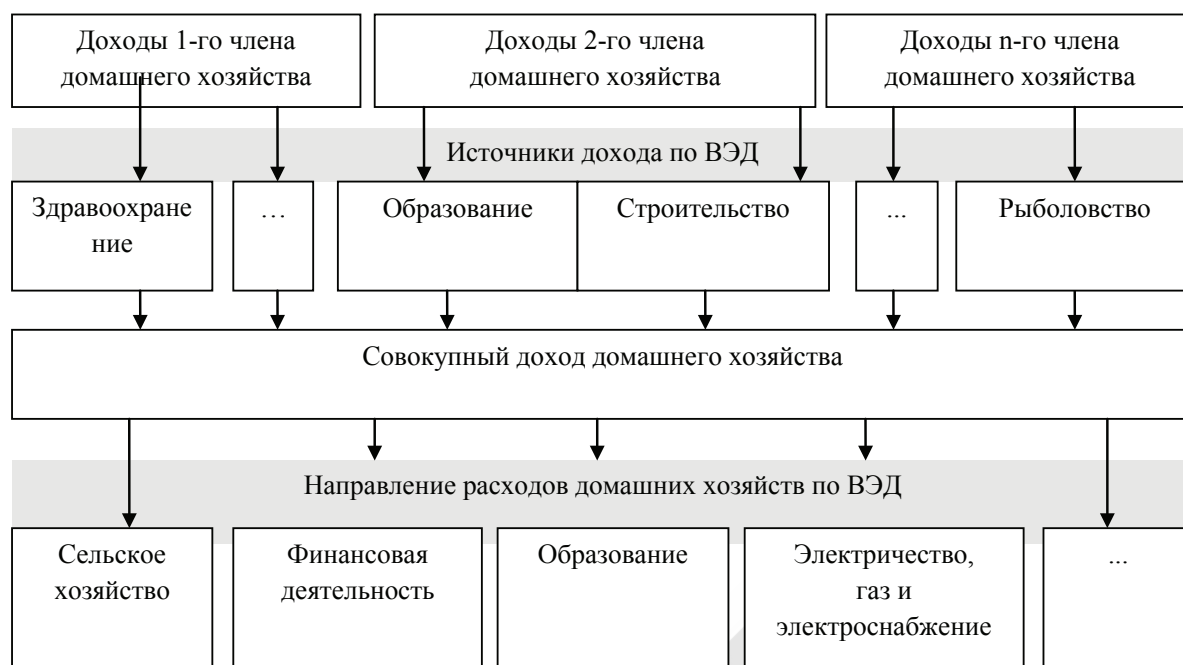 Доходы 1-го члена
домашнего хозяйства
Доходы 2-го члена
домашнего хозяйства
Доходы n-го члена
домашнего хозяйства
Источники дохода по ВЭД
Здравоохране
ние
…
Образование
Строительство
...
Рыболовство
Совокупный доход домашнего хозяйства
Направление расходов домашних хозяйств по ВЭД
Сельское
хозяйство
Финансовая
деятельность
Образование
Электричество,
газ и
электроснабжение
...